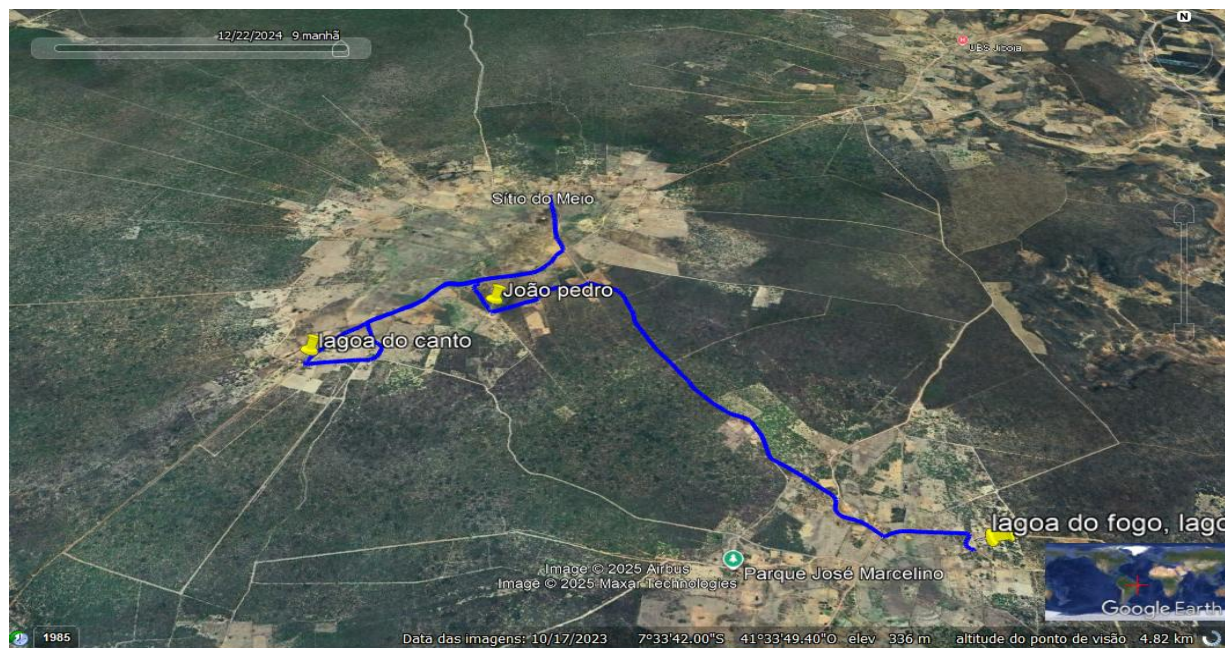 12/22/2024 9 manhã
N
UBS Jiboia
Sítio do Meio
João pedro
lagoa do canto
lagoa do fogo, lago
Parque José Marcelino
Image © 2025 Airbus
Image © 2025 Maxar Technologies
Google Earth
1985
Data das imagens: 10/17/2023 7°33'42.00"S 41°33'49.40"O elev 336 m altitude do ponto de visão 4.82 km